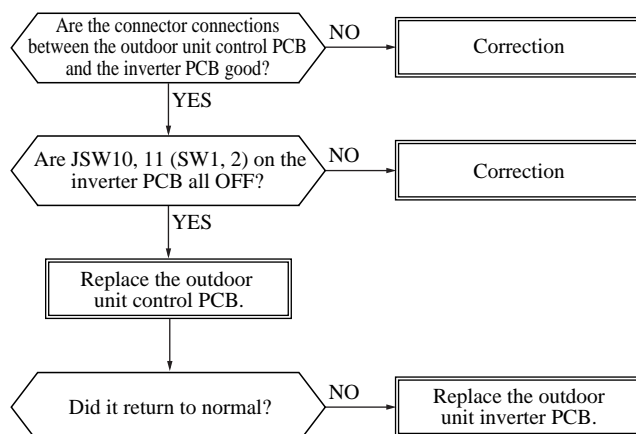 Are the connector connections
between the outdoor unit control PCB
and the inverter PCB good?
NO
Correction
YES
Are JSW10, 11 (SW1, 2) on the
inverter PCB all OFF?
NO
Correction
YES
Replace the outdoor
unit control PCB.
Did it return to normal?
NO
Replace the outdoor
unit inverter PCB.